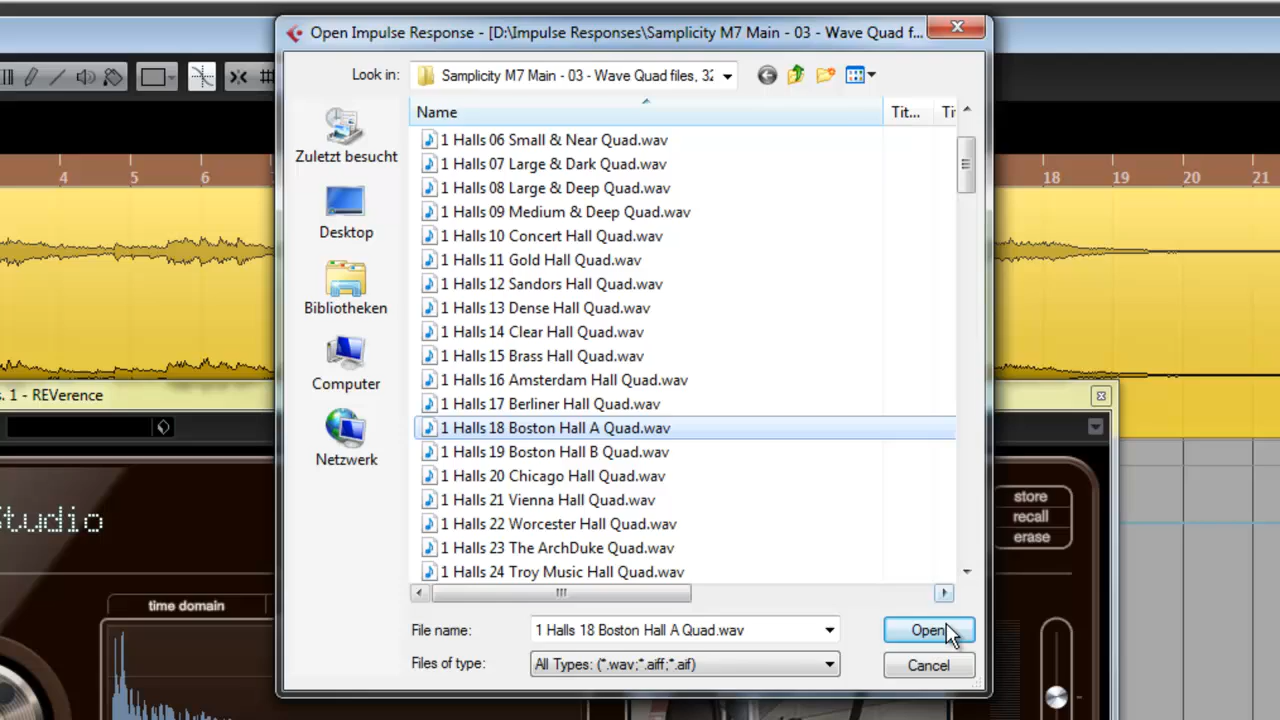 Open Impulse Response - [D:\Impulse Responses\Samplicity M7 Main - 03 - Wave Quad f...
Look in:
Samplicity M7 Main - 03 - Wave Quad files, 32
Zuletzt besucht
Desktop
Bibliotheken
Computer
Netzwerk
Name
Tit...
1 Halls 06 Small & Near Quad.wav
1 Halls 07 Large & Dark Quad.wav
1 Halls 08 Large & Deep Quad.wav
1 Halls 09 Medium & Deep Quad.wav
1 Halls 10 Concert Hall Quad.wav
1 Halls 11 Gold Hall Quad.wav
1 Halls 12 Sandors Hall Quad.wav
1 Halls 13 Dense Hall Quad.wav
1 Halls 14 Clear Hall Quad.wav
1 Halls 15 Brass Hall Quad.wav
1 Halls 16 Amsterdam Hall Quad.wav
1 Halls 17 Berliner Hall Quad.wav
1 Halls 18 Boston Hall A Quad.wav
1 Halls 19 Boston Hall B Quad.wav
1 Halls 20 Chicago Hall Quad.wav
1 Halls 21 Vienna Hall Quad.wav
1 Halls 22 Worcester Hall Quad.wav
1 Halls 23 The ArchDuke Quad.wav
1 Halls 24 Troy Music Hall Quad.wav
File name:
1 Halls 18 Boston Hall A Quad.wav
Open
Files of type:
All Types: (*.wav;*.aiff;*.aif)
Cancel
4 5 6
18 19 20 21
. 1 - REVerence
Studio
store
recall
erase
time domain